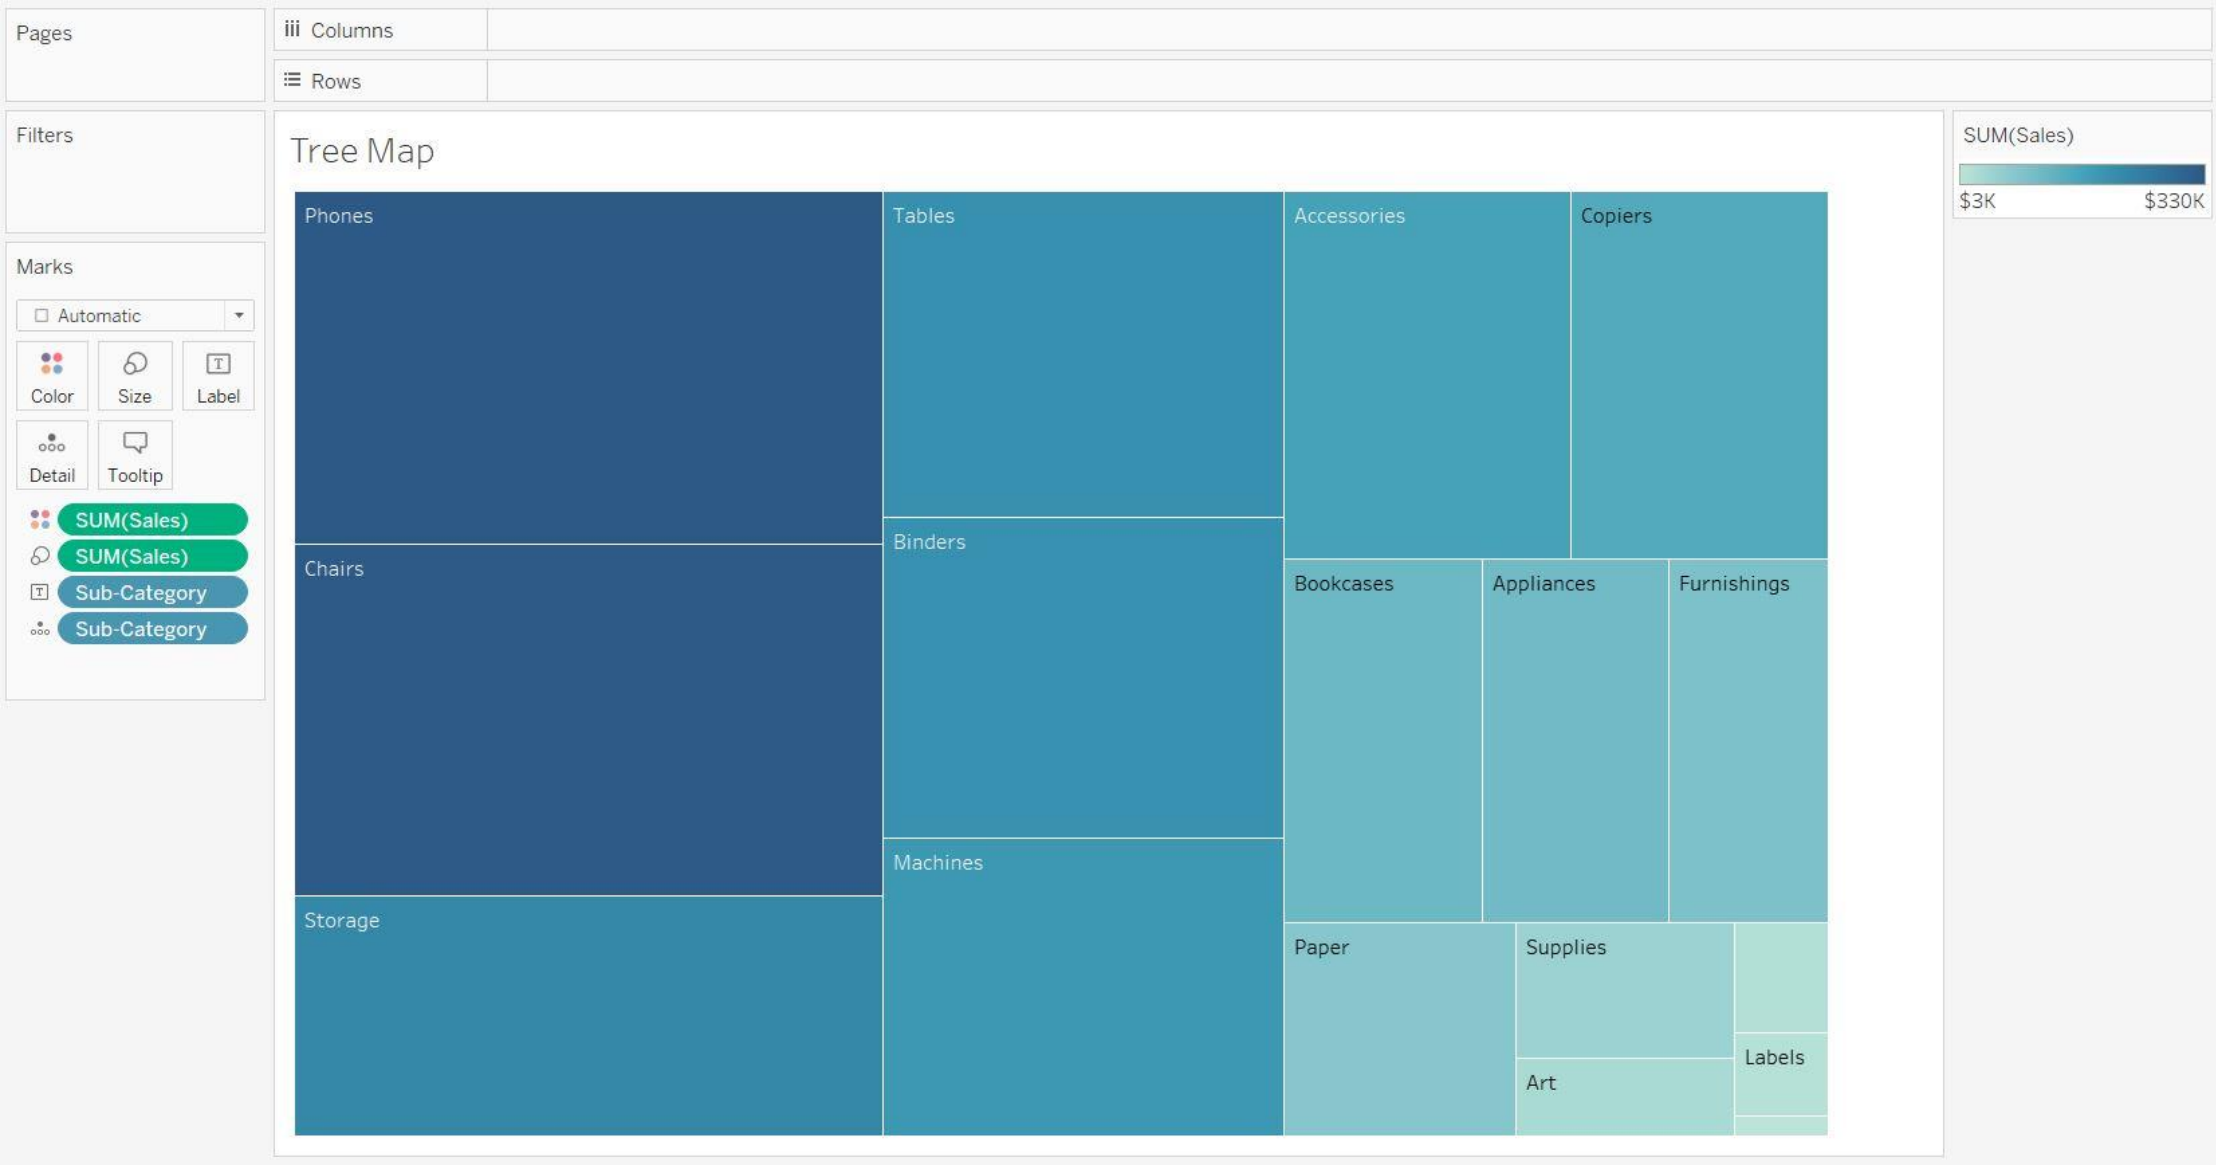 Pages
Columns
Rows
Filters
Marks
Automatic
Color
Size
Label
Detail
Tooltip
SUM(Sales)
SUM(Sales)
Sub-Category
Sub-Category
Tree Map
Phones
Tables
Accessories
Copiers
Binders
Chairs
Bookcases
Appliances
Furnishings
Machines
Storage
Paper
Supplies
Labels
Art
SUM(Sales)
$3K $330K